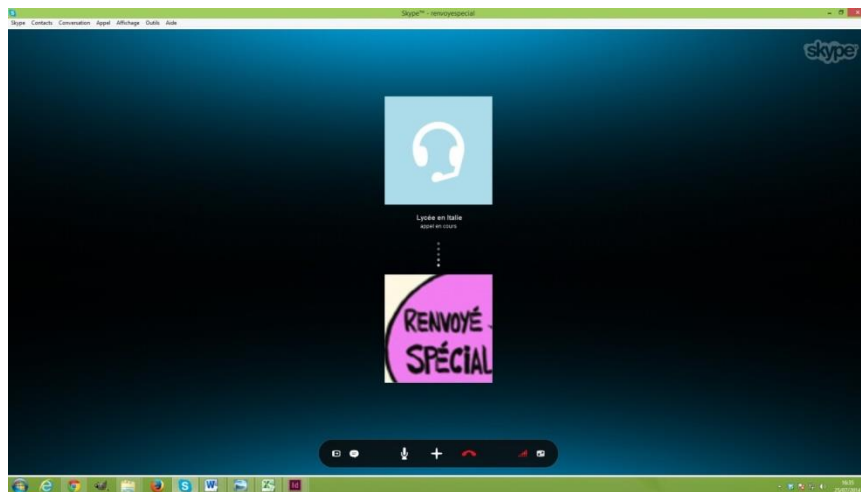 Skype™ - renvoyespecial
Skype Contacts Conversation Appel Affichage Outils Aide
skype
Lycée en Italie
appel en cours
RENVOYÉ
SPÉCIAL